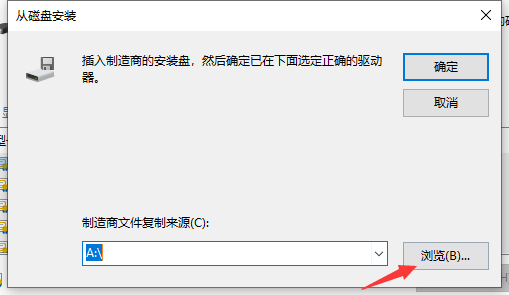 从磁盘安装
插入制造商的安装盘，然后确定已在下面选定正确的驱动
器。
确定
取消
制造商文件复制来源(C):
A:\
浏览(B)...